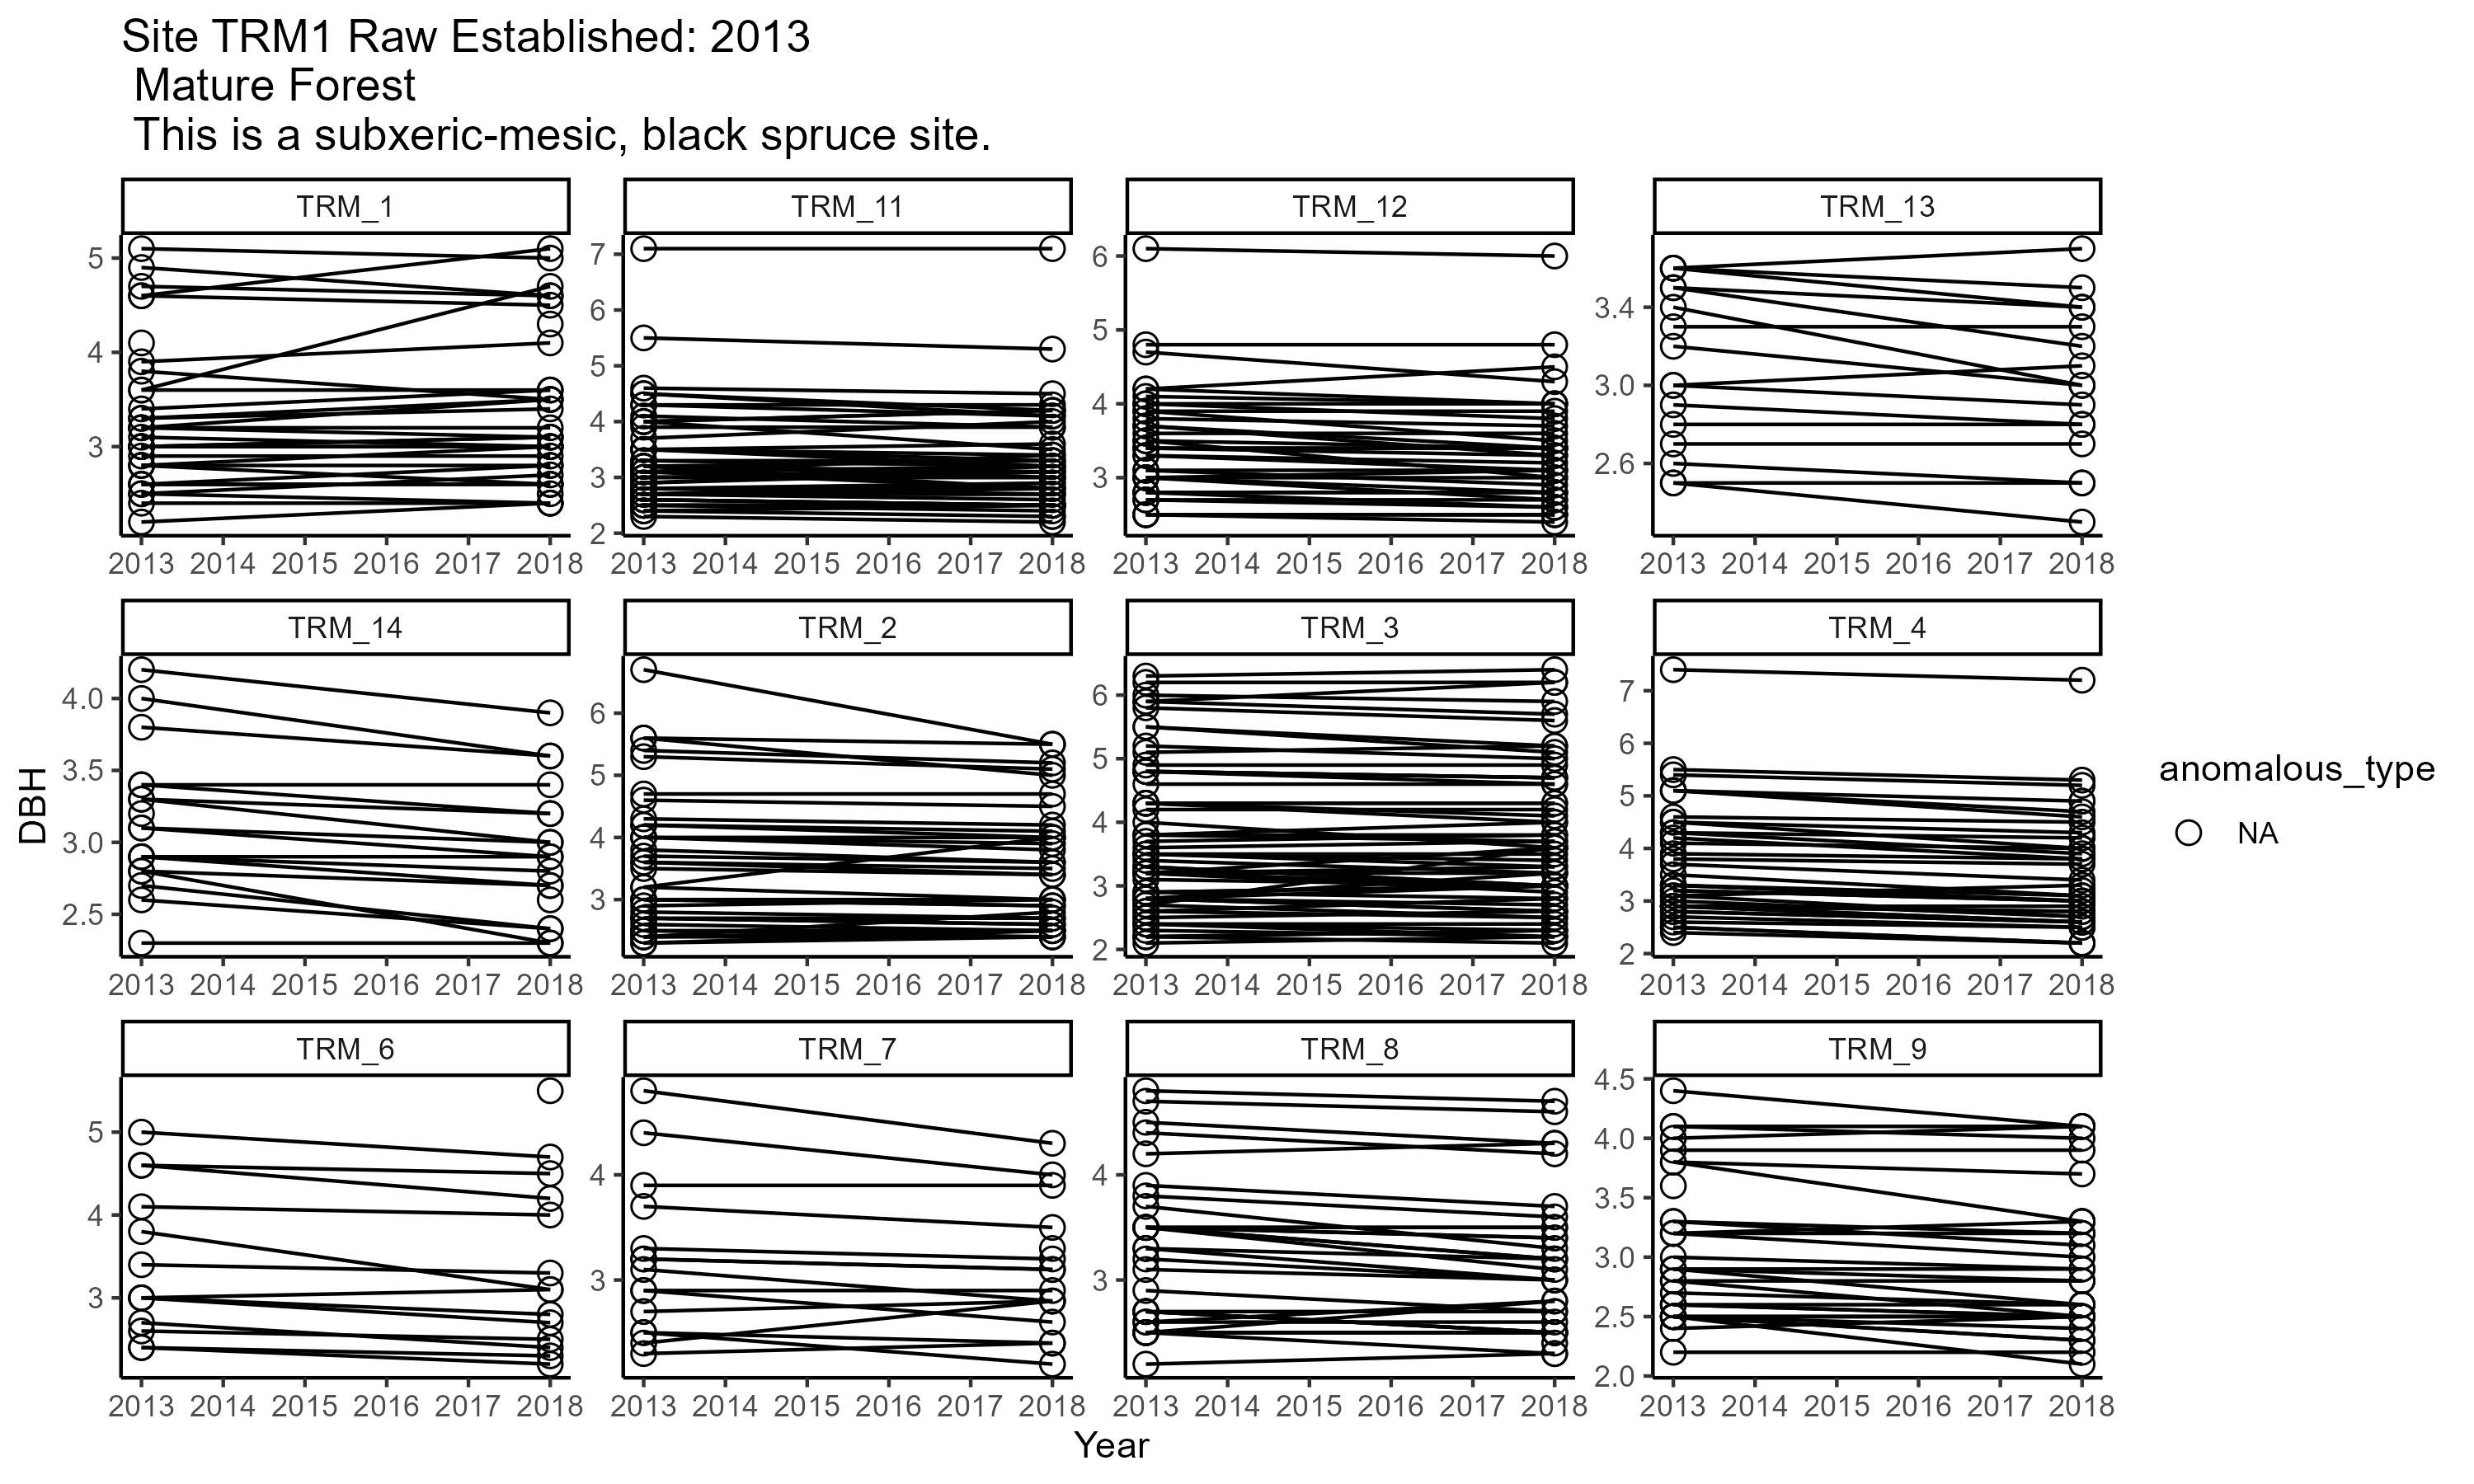 Site TRM1 Raw Established: 2013
Mature Forest
This is a subxeric-mesic, black spruce site.
TRM_1
TRM_11
TRM_12
TRM_13
5
4
3
7
6
5
4
3
2
6
5
4
3
3.4
3.0
2.6
2013 2014 2015 2016 2017 2018
2013 2014 2015 2016 2017 2018
2013 2014 2015 2016 2017 2018
2013 2014 2015 2016 2017 2018
TRM_14
TRM_2
TRM_3
TRM_4
4.0
3.5
3.0
2.5
6
5
4
3
6
5
4
3
2
7
6
5
4
3
2
2013 2014 2015 2016 2017 2018
2013 2014 2015 2016 2017 2018
2013 2014 2015 2016 2017 2018
2013 2014 2015 2016 2017 2018
TRM_6
TRM_7
TRM_8
TRM_9
5
4
3
4
3
4
3
4.5
4.0
3.5
3.0
2.5
2.0
2013 2014 2015 2016 2017 2018
2013 2014 2015 2016 2017 2018
2013 2014 2015 2016 2017 2018
2013 2014 2015 2016 2017 2018
DBH
Year
anomalous_type
NA